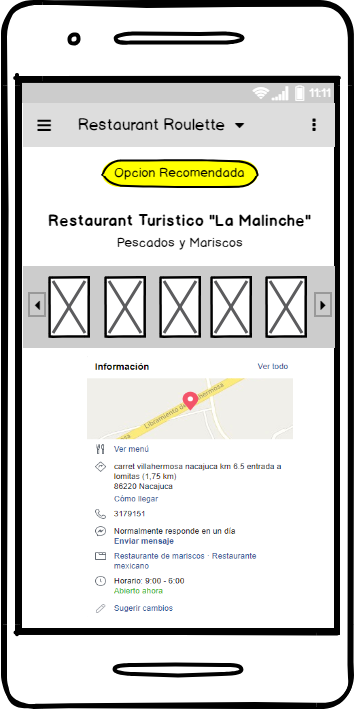 11:11
Restaurant Roulette
Opcion Recomendada
Restaurant Turistico "La Malinche"
Pescados y Mariscos
Información Ver todo
Libramiento de
hermosa
Ver menú
carret villahermosa nacajuca km 6.5 entrada a
lomitas (1,75 km)
86220 Nacajuca
Cómo llegar
3179151
Normalmente responde en un día
Enviar mensaje
Restaurante de mariscos · Restaurante
mexicano
Horario: 9:00 - 6:00
Abierto ahora
Sugerir cambios